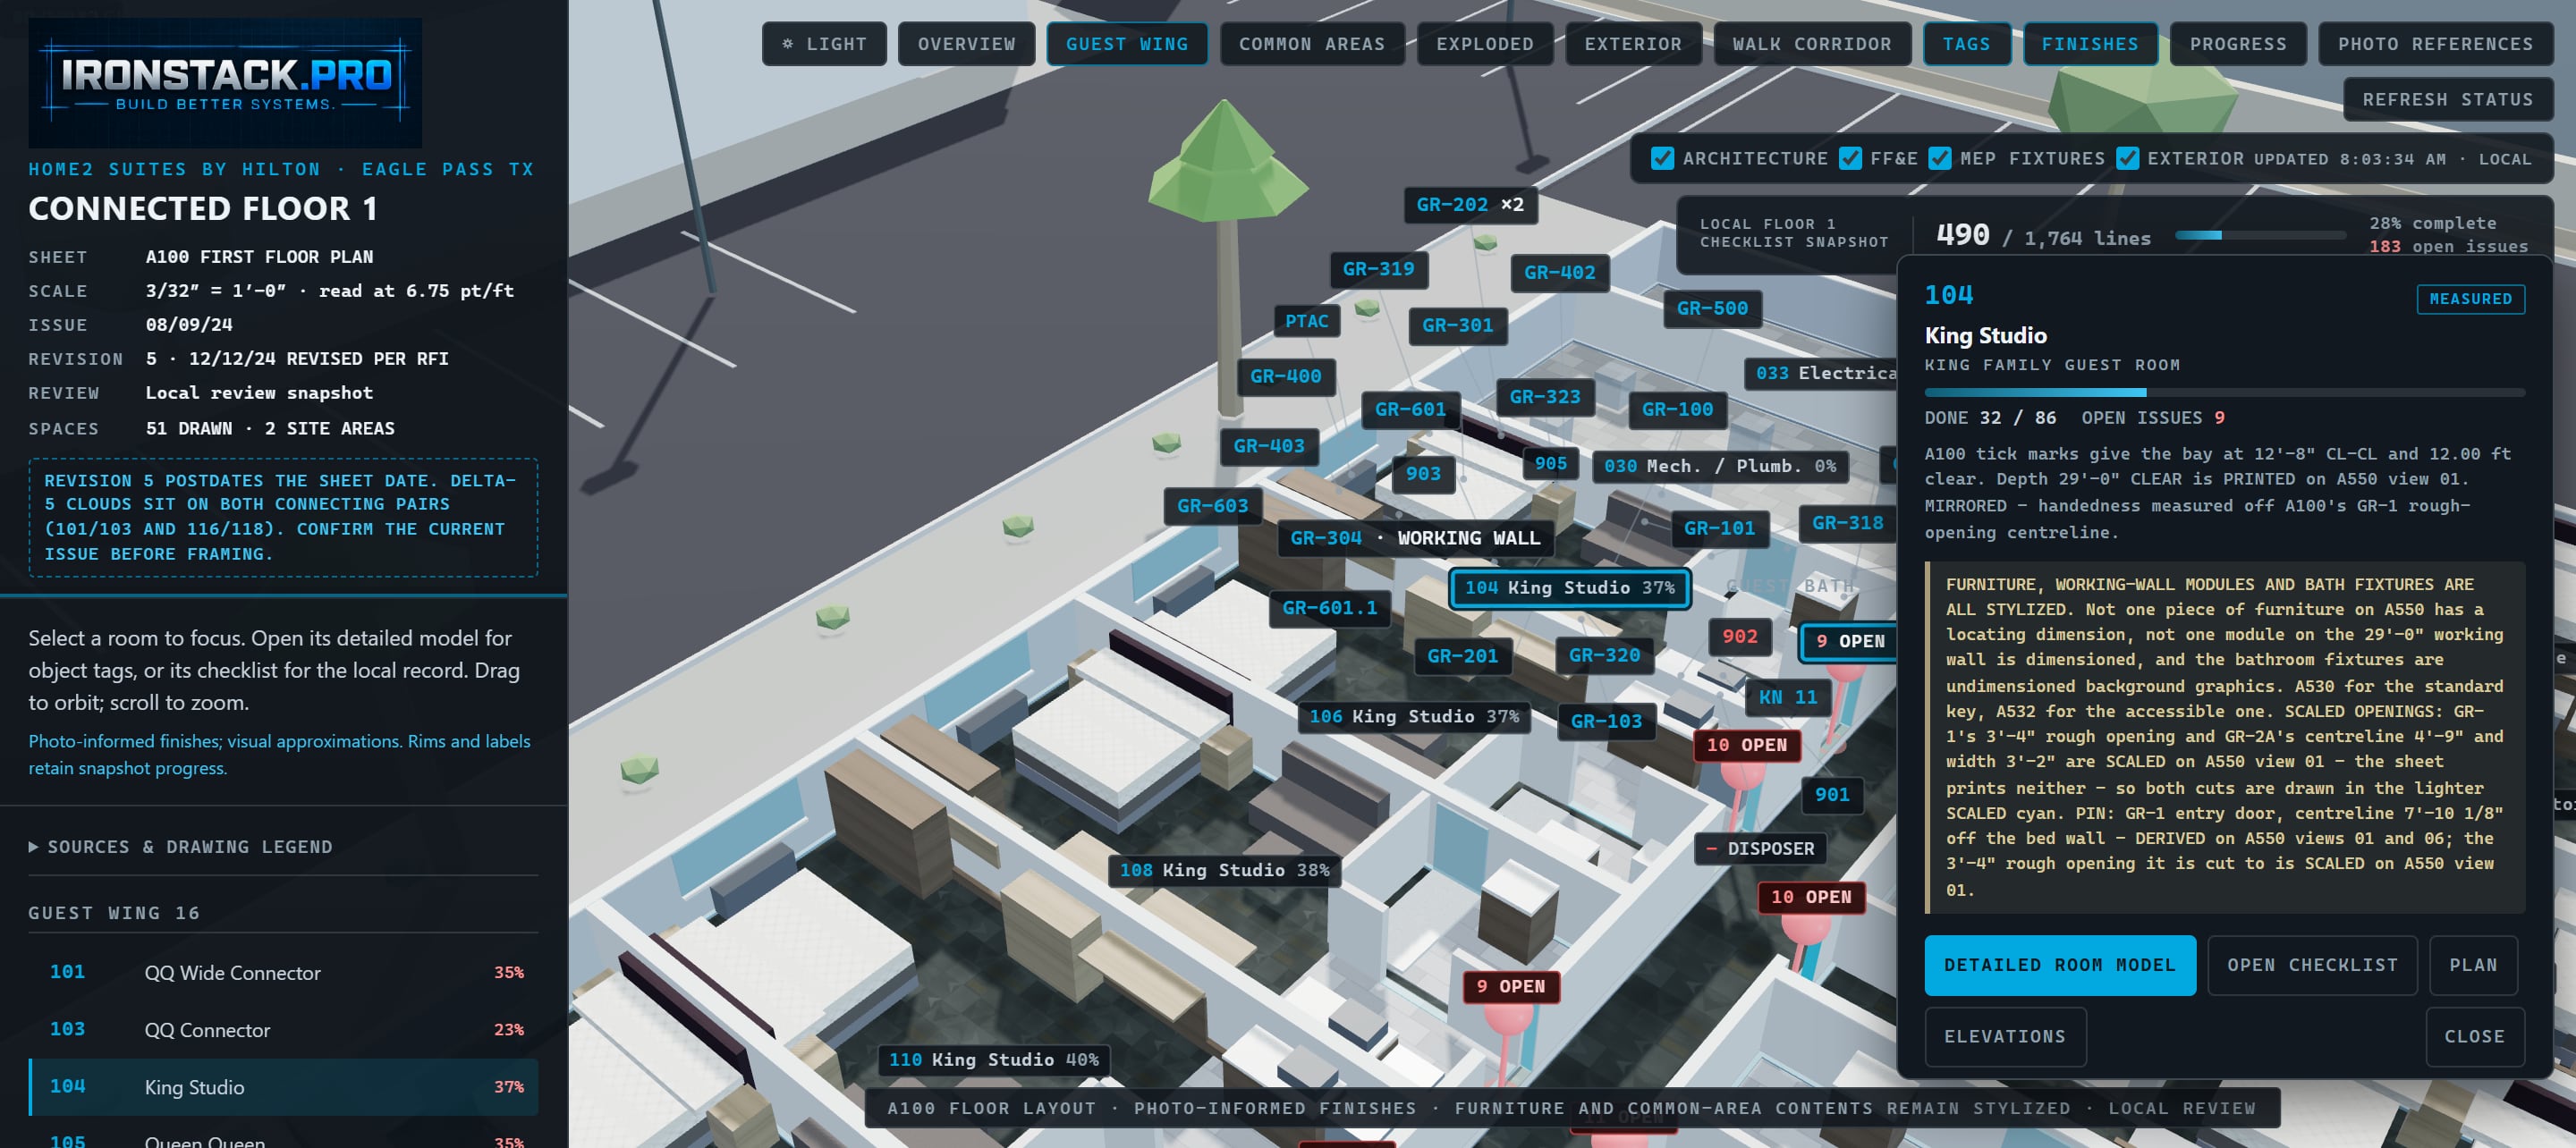 IRONSTACK.PRO
BUILD BETTER SYSTEMS.
HOME2 SUITES BY HILTON · EAGLE PASS TX
CONNECTED FLOOR 1
SHEET A100 FIRST FLOOR PLAN
SCALE 3/32″ = 1′-0″ · read at 6.75 pt/ft
ISSUE 08/09/24
REVISION 5 · 12/12/24 REVISED PER RFI
REVIEW Local review snapshot
SPACES 51 DRAWN · 2 SITE AREAS
REVISION 5 POSTDATES THE SHEET DATE. DELTA-
5 CLOUDS SIT ON BOTH CONNECTING PAIRS
(101/103 AND 116/118). CONFIRM THE CURRENT
ISSUE BEFORE FRAMING.
Select a room to focus. Open its detailed model for
object tags, or its checklist for the local record. Drag
to orbit; scroll to zoom.
Photo-informed finishes; visual approximations. Rims and labels
retain snapshot progress.
▶ SOURCES & DRAWING LEGEND
GUEST WING 16
101 QQ Wide Connector 35%
103 QQ Connector 23%
104 King Studio 37%
105 Queen Queen 35%
☼ LIGHT
OVERVIEW
GUEST WING
COMMON AREAS
EXPLODED
EXTERIOR
WALK CORRIDOR
TAGS
FINISHES
PROGRESS
PHOTO REFERENCES
REFRESH STATUS
ARCHITECTURE FF&E MEP FIXTURES EXTERIOR UPDATED 8:03:34 AM · LOCAL
LOCAL FLOOR 1
CHECKLIST SNAPSHOT
490 / 1,764 lines
28% complete
183 open issues
GR-202 ×2
GR-319
GR-402
GR-500
PTAC
GR-301
GR-400
033 Electrica
GR-601
GR-323
GR-100
GR-403
903
905
030 Mech. / Plumb. 0%
GR-603
GR-101
GR-318
GR-304 · WORKING WALL
104 King Studio 37%
GUEST BATH
GR-601.1
902
9 OPEN
GR-201
GR-320
KN 11
106 King Studio 37%
GR-103
10 OPEN
901
— DISPOSER
108 King Studio 38%
10 OPEN
9 OPEN
110 King Studio 40%
11 OPEN
A100 FLOOR LAYOUT · PHOTO-INFORMED FINISHES · FURNITURE AND COMMON-AREA CONTENTS REMAIN STYLIZED · LOCAL REVIEW
104
MEASURED
King Studio
KING FAMILY GUEST ROOM
DONE 32 / 86 OPEN ISSUES 9
A100 tick marks give the bay at 12'-8" CL-CL and 12.00 ft
clear. Depth 29'-0" CLEAR is PRINTED on A550 view 01.
MIRRORED — handedness measured off A100's GR-1 rough-
opening centreline.
FURNITURE, WORKING-WALL MODULES AND BATH FIXTURES ARE
ALL STYLIZED. Not one piece of furniture on A550 has a
locating dimension, not one module on the 29'-0" working
wall is dimensioned, and the bathroom fixtures are
undimensioned background graphics. A530 for the standard
key, A532 for the accessible one. SCALED OPENINGS: GR-
1's 3'-4" rough opening and GR-2A's centreline 4'-9" and
width 3'-2" are SCALED on A550 view 01 — the sheet
prints neither — so both cuts are drawn in the lighter
SCALED cyan. PIN: GR-1 entry door, centreline 7'-10 1/8"
off the bed wall — DERIVED on A550 views 01 and 06; the
3'-4" rough opening it is cut to is SCALED on A550 view
01.
DETAILED ROOM MODEL
OPEN CHECKLIST
PLAN
ELEVATIONS
CLOSE